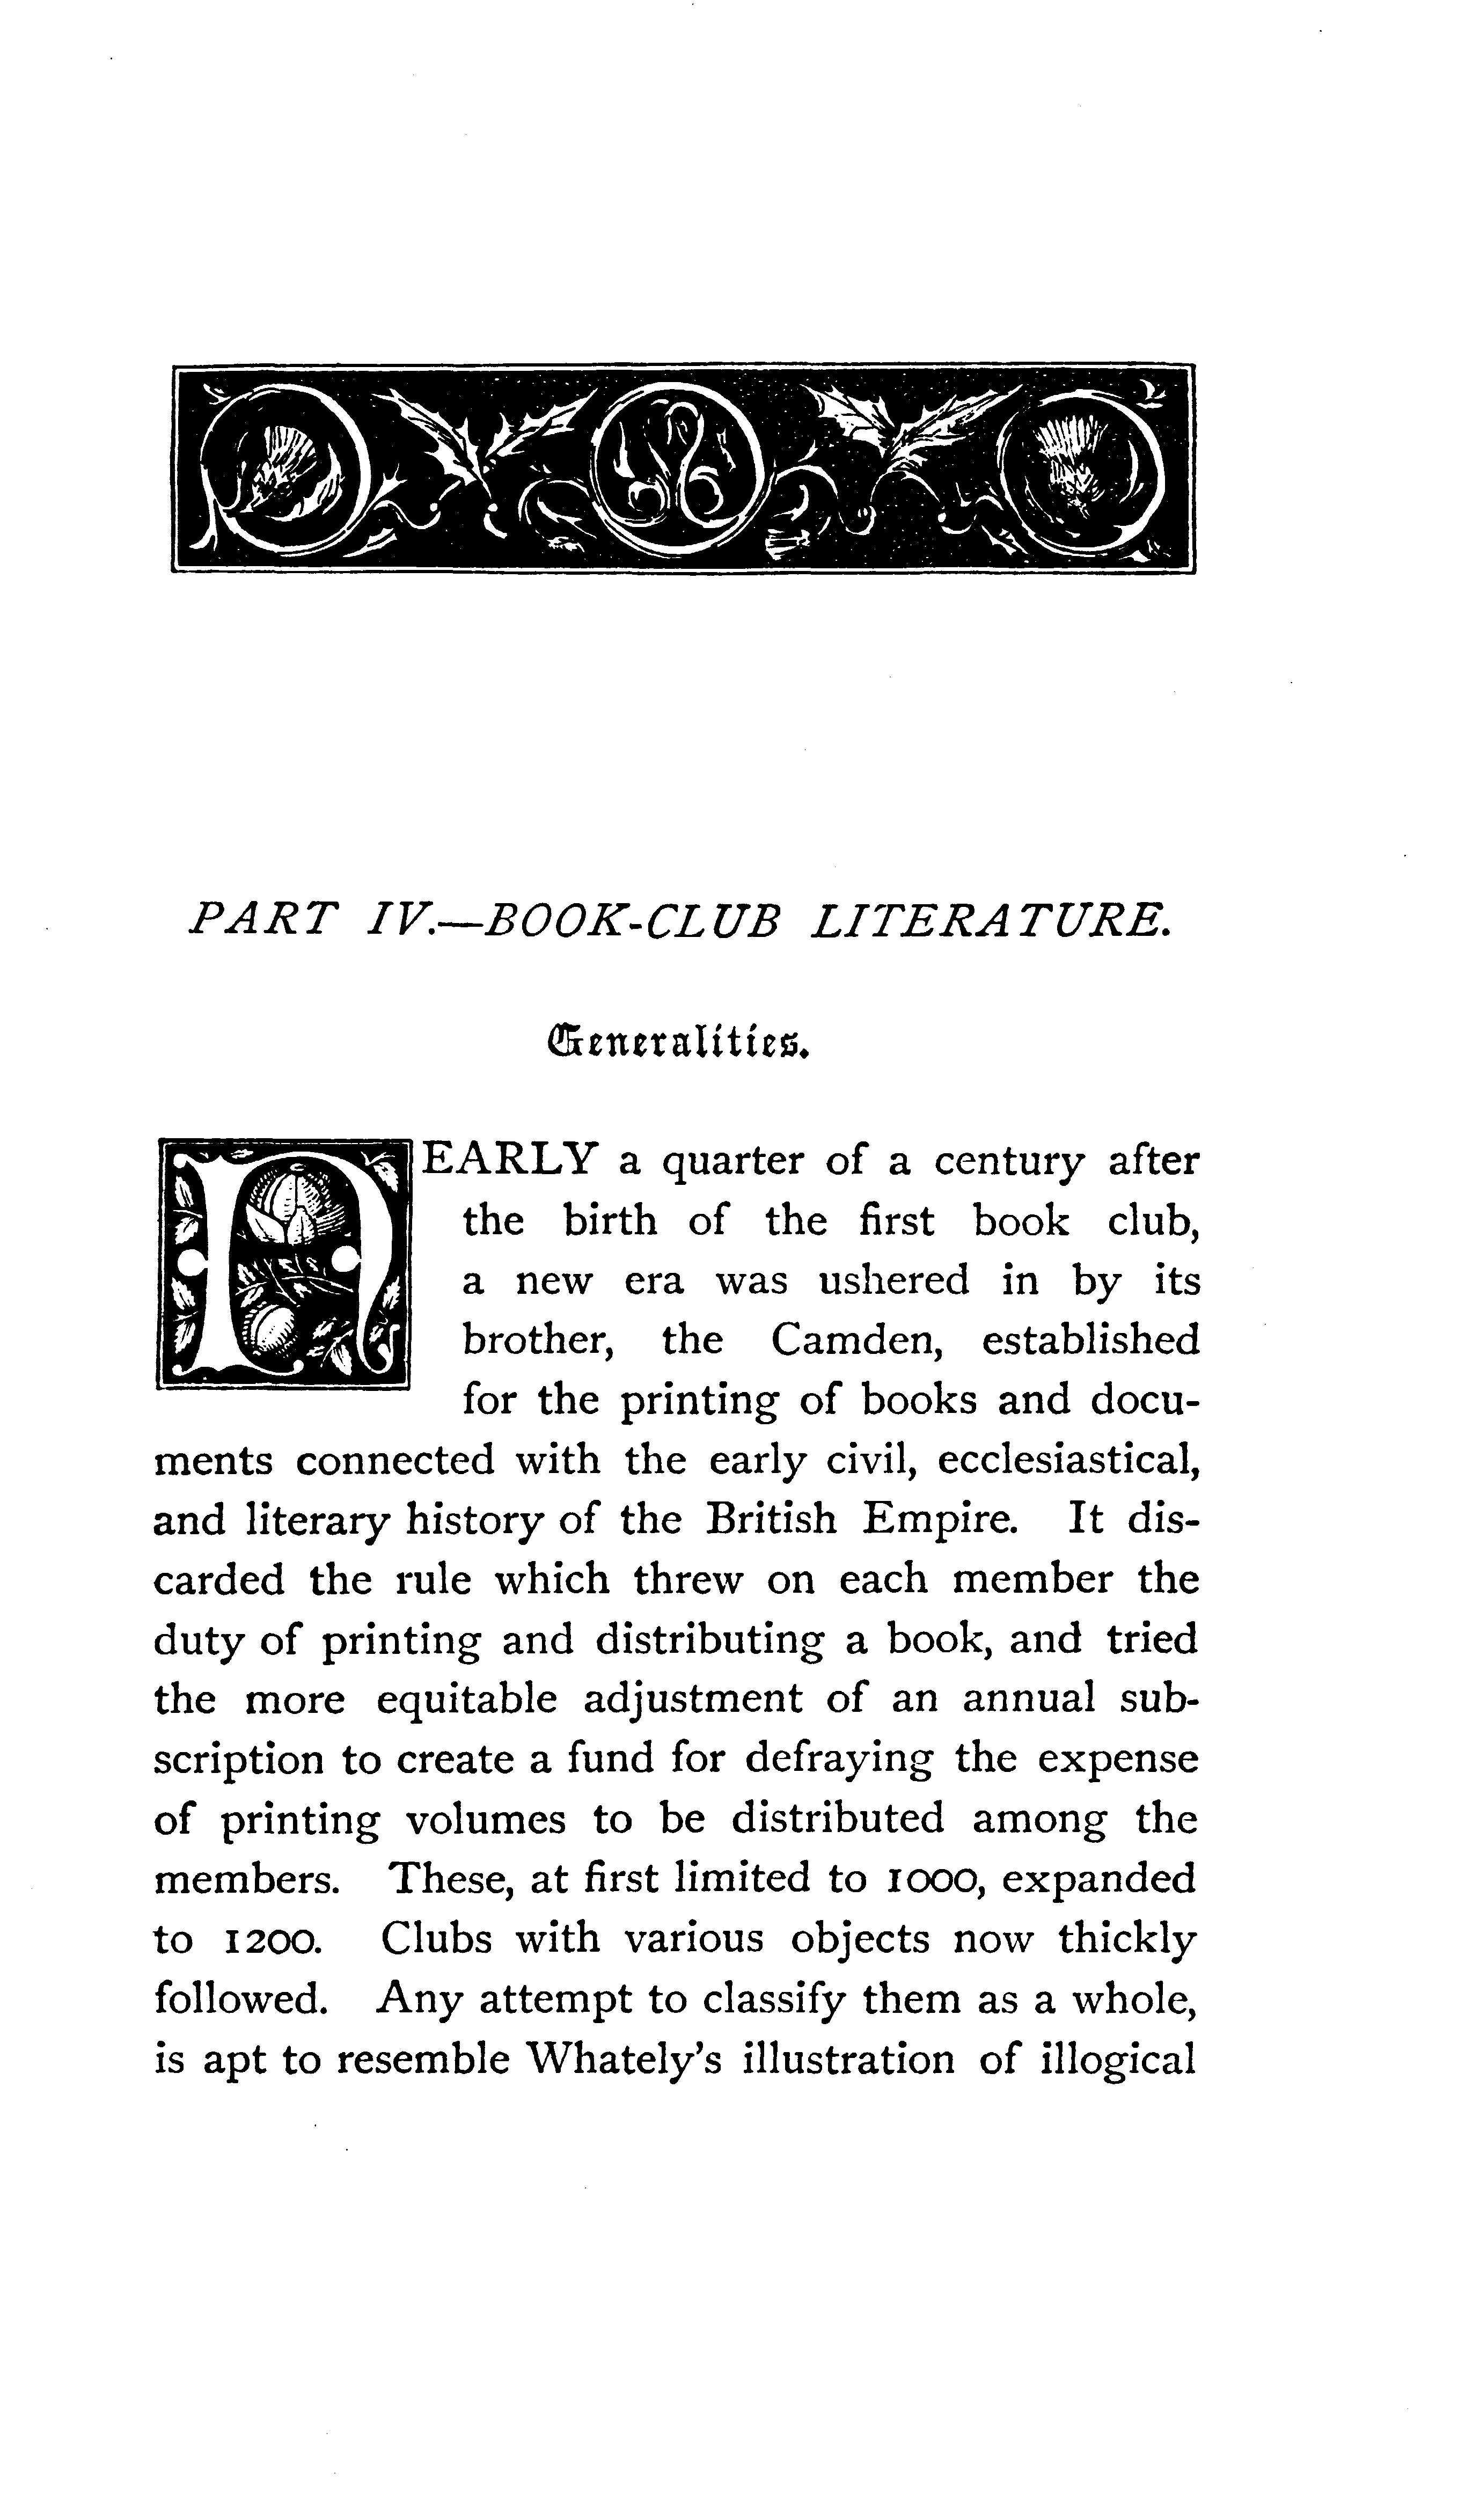 PART IV.—BOOK-CLUB LITERATURE.
Generalities.
NEARLY a quarter of a century after
the birth of the first book club,
a new era was ushered in by its
brother, the Camden, established
for the printing of books and docu-
ments connected with the early civil, ecclesiastical,
and literary history of the British Empire. It dis-
carded the rule which threw on each member the
duty of printing and distributing a book, and tried
the more equitable adjustment of an annual sub-
scription to create a fund for defraying the expense
of printing volumes to be distributed among the
members. These, at first limited to 1000, expanded
to 1200. Clubs with various objects now thickly
followed. Any attempt to classify them as a whole,
is apt to resemble Whately's illustration of illogical